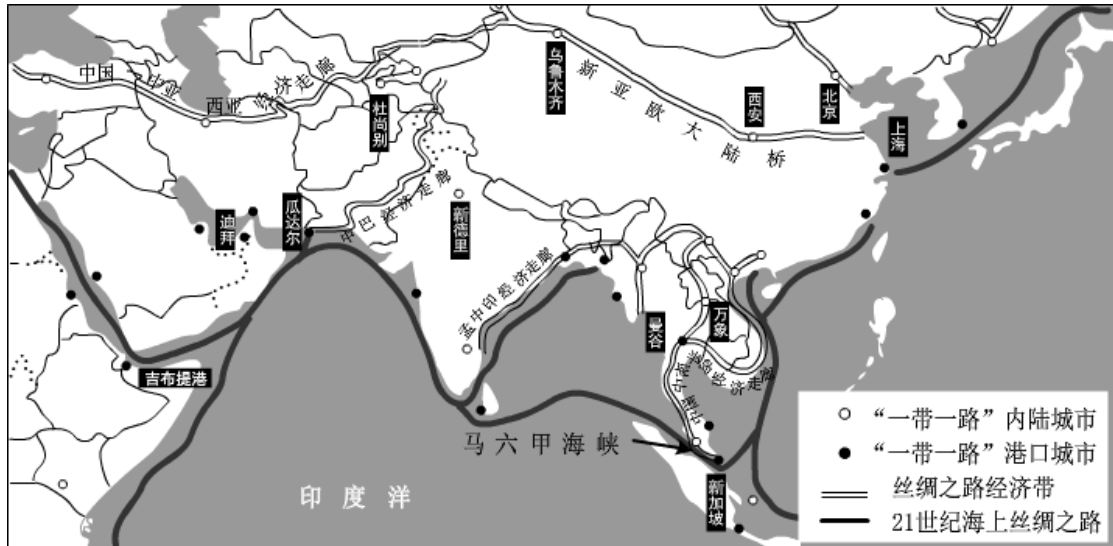 中国—中亚
西亚经济走廊
杜尚别
乌鲁木齐
新亚欧大陆桥
西安
北京
上海
迪拜
瓜达尔
中巴经济走廊
新德里
孟中印经济走廊
曼谷
万象
中国中南半岛经济走廊
吉布提港
马六甲海峡
新加坡
印度洋
“一带一路”内陆城市
“一带一路”港口城市
丝绸之路经济带
21世纪海上丝绸之路